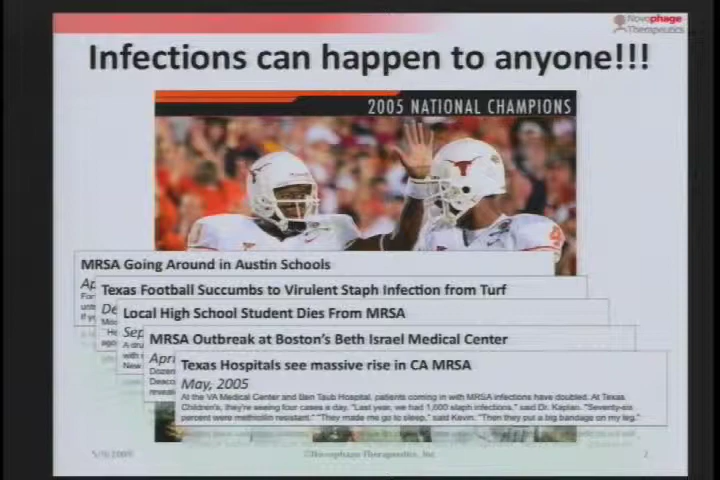 Novophage
Therapeutics
Infections can happen to anyone!!!
2005 NATIONAL CHAMPIONS
MRSA Going Around in Austin Schools
Texas Football Succumbs to Virulent Staph Infection from Turf
Local High School Student Dies From MRSA
MRSA Outbreak at Boston's Beth Israel Medical Center
Texas Hospitals see massive rise in CA MRSA
May, 2005
At the VA Medical Center and Ben Taub Hospital, patients coming in with MRSA infections have doubled. At Texas
Children's, they're seeing four cases a day. "Last year, we had 1,000 staph infections," said Dr. Kaplan. "Seventy-six
percent were methicillin resistant." "They made me go to sleep," said Kevin. "Then they put a big bandage on my leg."
©Novophage Therapeutics, Inc
2